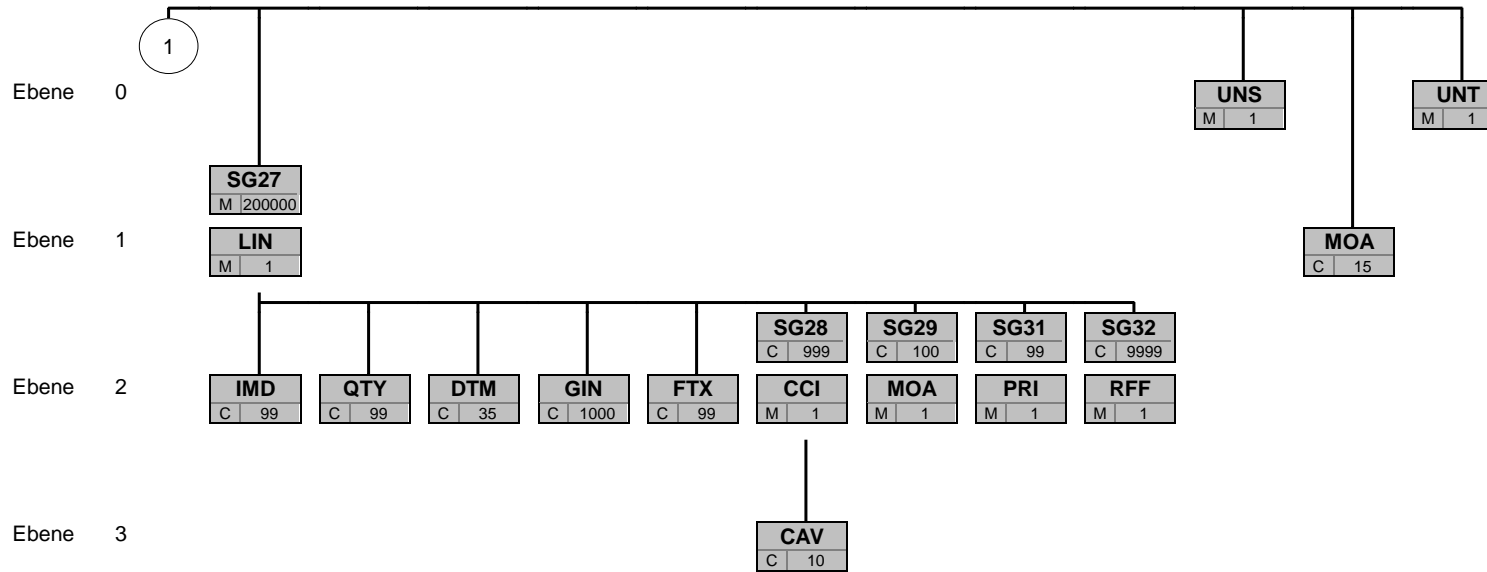 1
Ebene 0
UNS UNT
M 1 M 1
SG27
M 200000
Ebene 1
LIN MOA
M 1 C 15
SG28 SG29 SG31 SG32
C 999 C 100 C 99 C 9999
Ebene 2
IMD QTY DTM GIN FTX CCI MOA PRI RFF
C 99 C 99 C 35 C 1000 C 99 M 1 M 1 M 1 M 1
Ebene 3
CAV
C 10